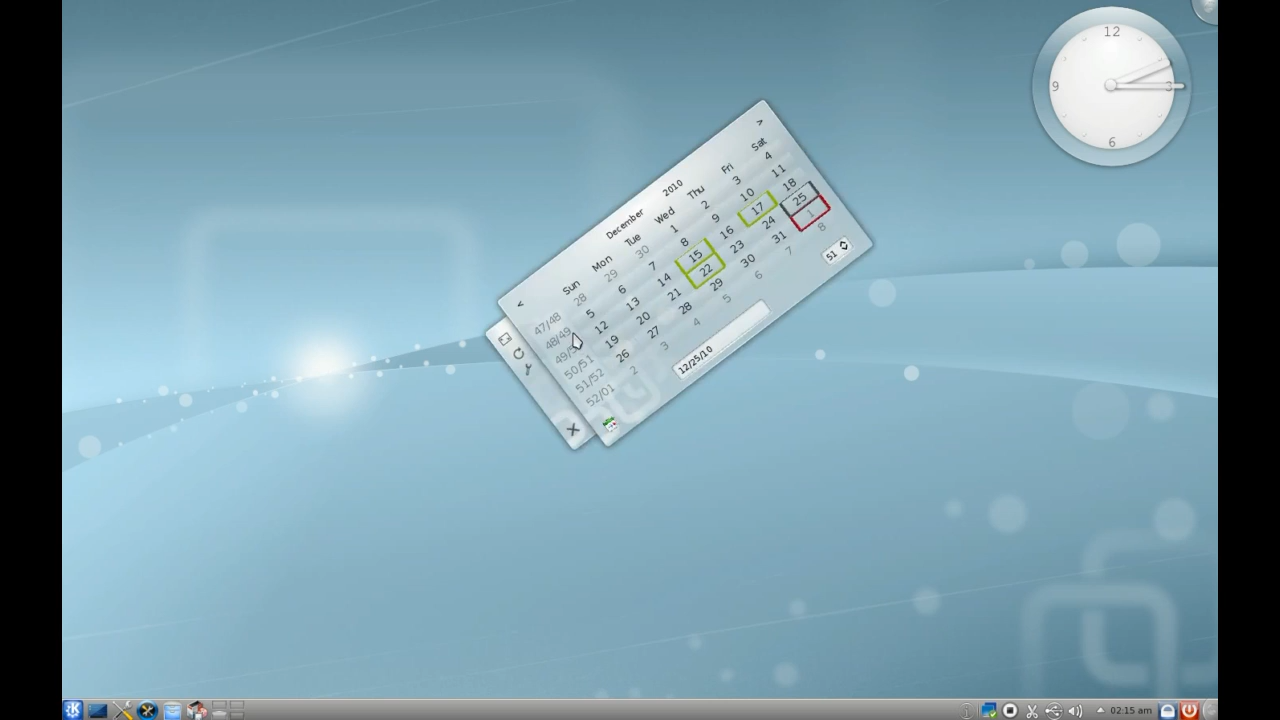 12
9 3
6
< December 2010 >
Sun Mon Tue Wed Thu Fri Sat
47/48 28 29 30 1 2 3 4
48/49 5 6 7 8 9 10 11
12 13 14 15 16 17 18
50/51 19 20 21 22 23 24 25
51/52 26 27 28 29 30 31 1
52/01 2 3 4 5 6 7 8
12/25/10 51
02:15 am